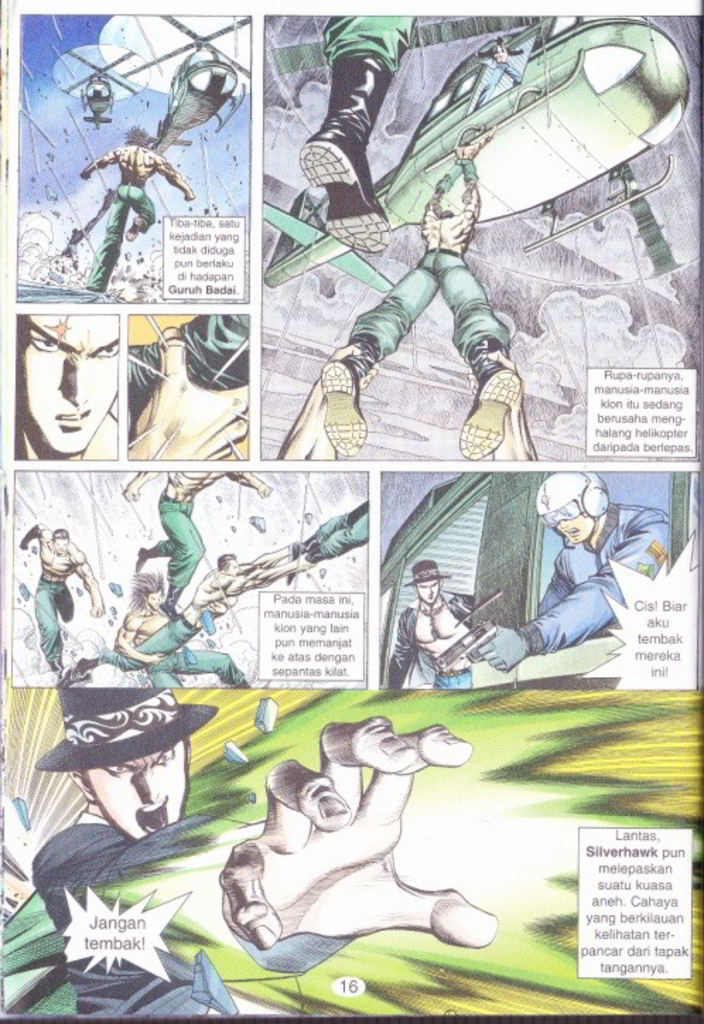 Tiba-tiba, satu
kejadian yang
tidak diduga
pun berlaku
di hadapan
Guruh Badai.
Rupa-rupanya,
manusia-manusia
klon itu sedang
berusaha meng-
halang helikopter
daripada berlepas.
Pada masa ini,
manusia-manusia
klon yang lain
pun memanjat
ke atas dengan
sepantas kilat.
Cis! Biar
aku
tembak
mereka
ini!
Jangan
tembak!
Lantas,
Silverhawk pun
melepaskan
suatu kuasa
aneh. Cahaya
yang berkilauan
kelihatan ter-
pancar dari tapak
tangannya.
16